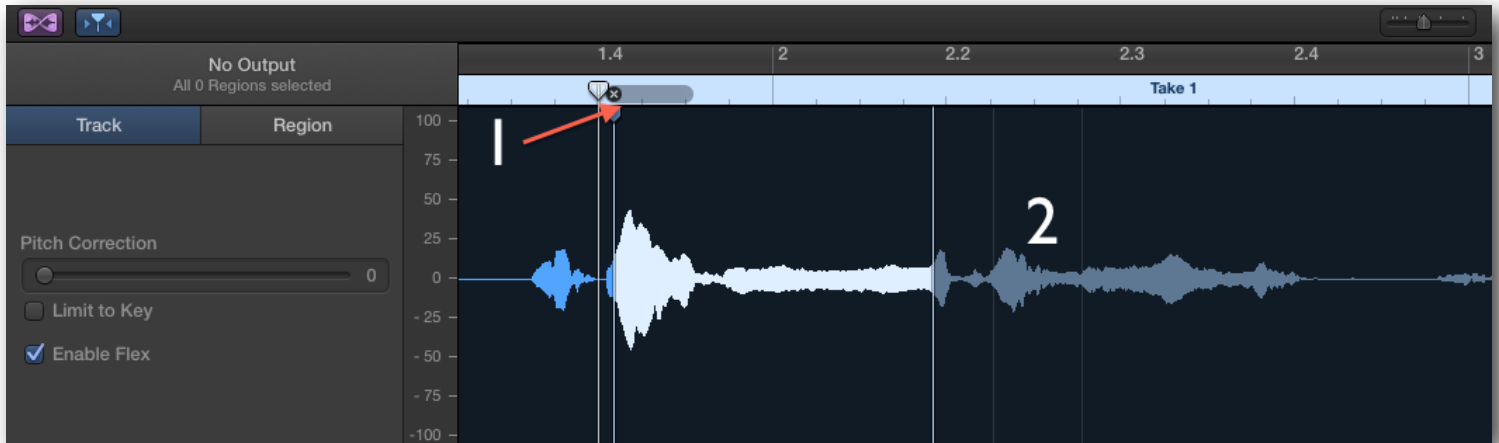 1.4 2 2.2 2.3 2.4 3
No Output
All 0 Regions selected
Take 1
Track Region
100
75
50
25
0
- 25
- 50
- 75
-100
1
2
Pitch Correction
0
Limit to Key
Enable Flex